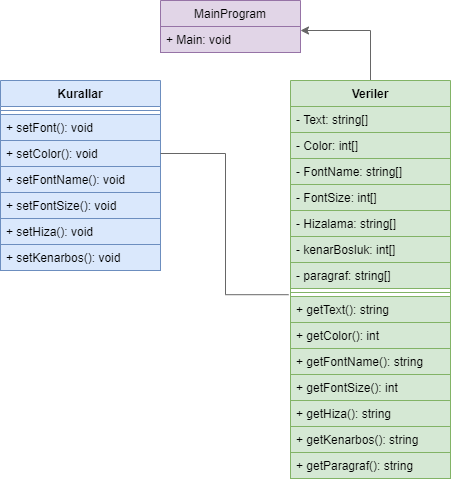 MainProgram
+ Main: void
Kurallar
+ setFont(): void
+ setColor(): void
+ setFontName(): void
+ setFontSize(): void
+ setHiza(): void
+ setKenarbos(): void
Veriler
- Text: string[]
- Color: int[]
- FontName: string[]
- FontSize: int[]
- Hizalama: string[]
- kenarBosluk: int[]
- paragraf: string[]
+ getText(): string
+ getColor(): int
+ getFontName(): string
+ getFontSize(): int
+ getHiza(): string
+ getKenarbos(): string
+ getParagraf(): string